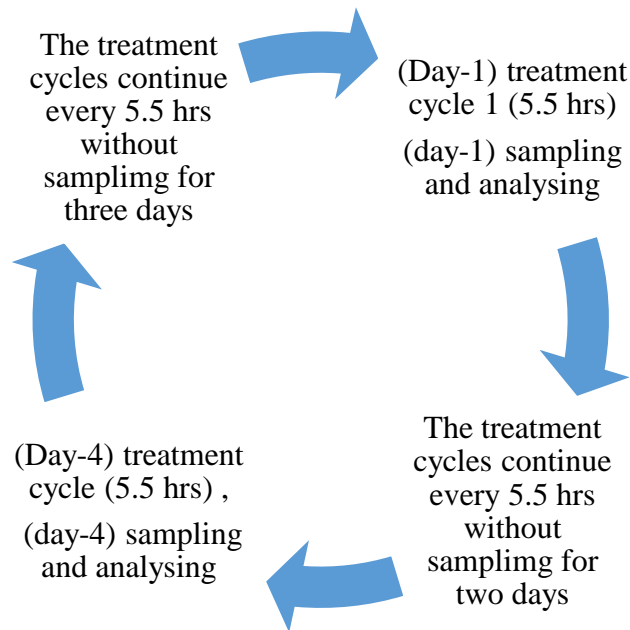 The treatment
cycles continue
every 5.5 hrs
without
samplimg for
three days
(Day-1) treatment
cycle 1 (5.5 hrs)
(day-1) sampling
and analysing
The treatment
cycles continue
every 5.5 hrs
without
samplimg for
two days
(Day-4) treatment
cycle (5.5 hrs) ,
(day-4) sampling
and analysing